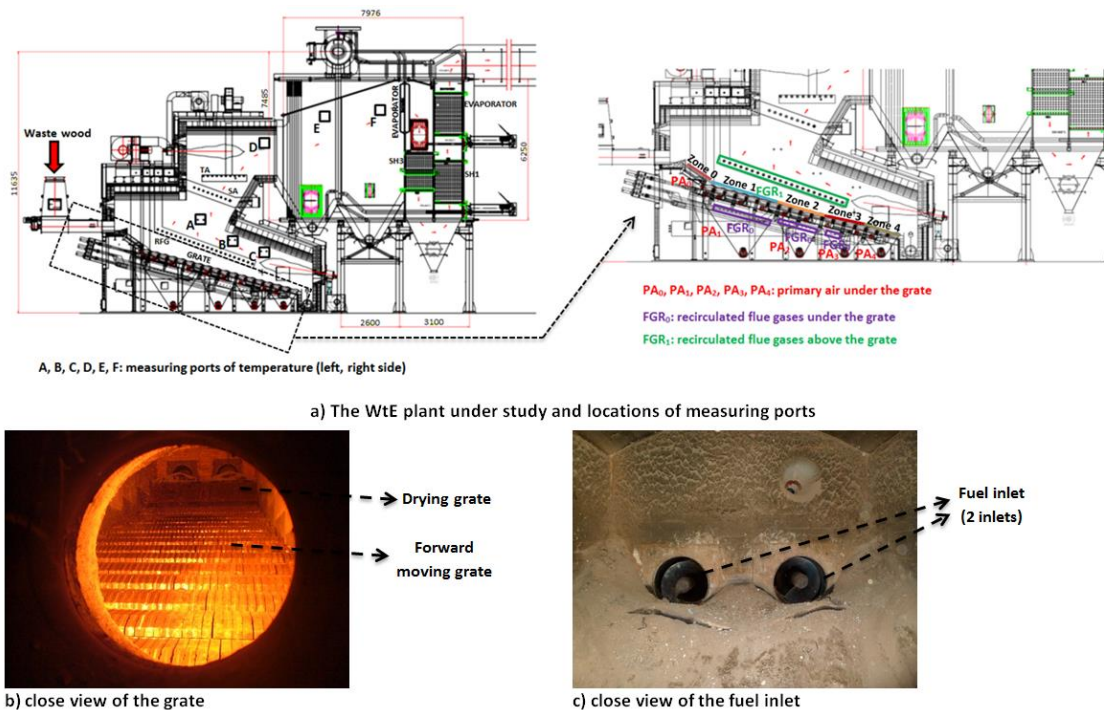 7976
7485
11635
6250
2600
3100
Waste wood
EVAPORATOR
EVAPORATOR
SH3
SH1
TA
SA
RFG
GRATE
A
B
C
D
E
F
A, B, C, D, E, F: measuring ports of temperature (left, right side)
Zone 0
Zone 1
Zone 2
Zone 3
Zone 4
FGR₁
PA₁
FGR₀
PA₂
PA₃
PA₀, PA₁, PA₂, PA₃, PA₄: primary air under the grate
FGR₀: recirculated flue gases under the grate
FGR₁: recirculated flue gases above the grate
a) The WtE plant under study and locations of measuring ports
Drying grate
Forward
moving grate
Fuel inlet
(2 inlets)
b) close view of the grate
c) close view of the fuel inlet